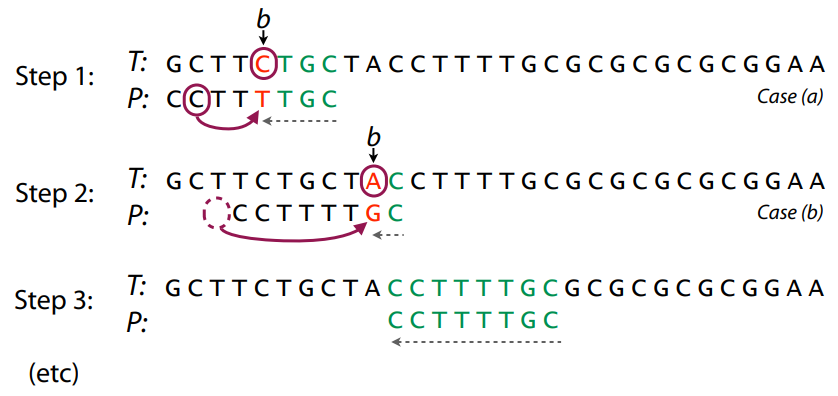 b
Step 1: T: G C T T C T G C T A C C T T T T G C G C G C G C G C G G A A
P: C C T T T T G C Case (a)
b
Step 2: T: G C T T C T G C T A C C T T T T G C G C G C G C G C G G A A
P: C C T T T T G C Case (b)
Step 3: T: G C T T C T G C T A C C T T T T G C G C G C G C G C G G A A
P: C C T T T T G C
(etc)